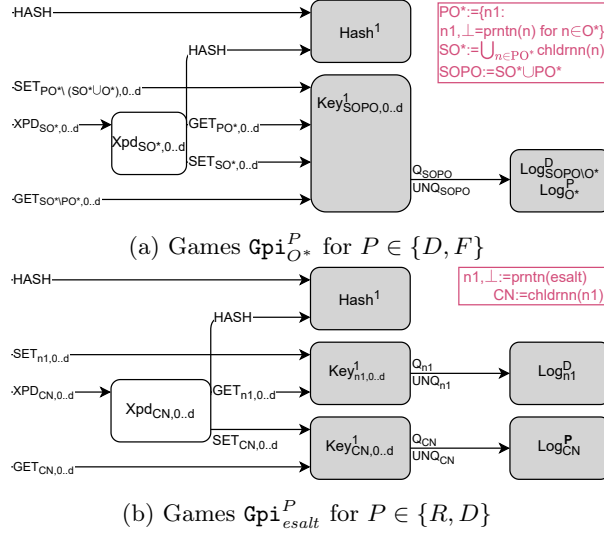 HASH
HASH
Hash¹
PO*:={n1:
n1,⊥=prntn(n) for n∈O*}
SO*:=⋃n∈PO* chldrnn(n)
SOPO:=SO*∪PO*
SETPO*\ (SO*∪O*),0..d
XPDSO*,0..d
XpdSO*,0..d
GETPO*,0..d
SETSO*,0..d
Key¹SOPO,0..d
GETSO*\PO*,0..d
QSOPO
UNQSOPO
LogᴰSOPO\O*
LogᴾO*
(a) Games GpiᴾO* for P ∈ {D, F}
HASH
HASH
Hash¹
n1,⊥:=prntn(esalt)
CN:=chldrnn(n1)
SETn1,0..d
XPDCN,0..d
XpdCN,0..d
GETn1,0..d
SETCN,0..d
Key¹n1,0..d
Qn1
UNQn1
Logᴰn1
Key¹CN,0..d
QCN
UNQCN
LogᴾCN
GETCN,0..d
(b) Games Gpiᴾesalt for P ∈ {R, D}